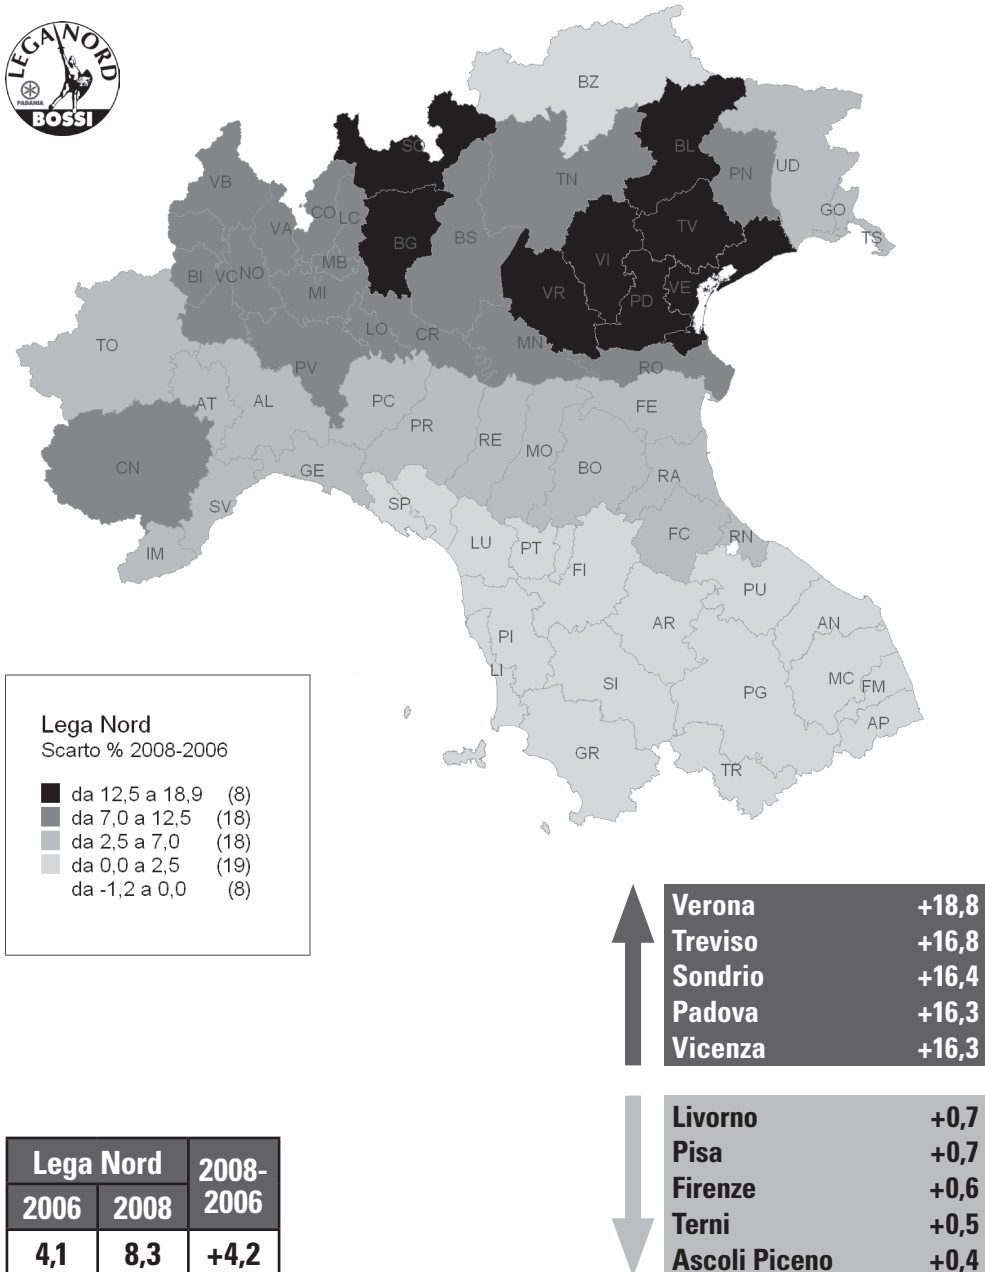 LEGA NORD
PADANIA
BOSSI
BZ
SO
BL
VB
TN
PN
UD
CO
LC
GO
VA
TV
TS
BG
BS
MB
VI
BI
VC
NO
MI
VR
PD
VE
LO
CR
MN
TO
PV
RO
AT
AL
PC
FE
PR
RE
MO
CN
GE
BO
RA
SV
SP
IM
LU
PT
FC
RN
FI
PU
AR
AN
PI
LI
SI
PG
MC
FM
AP
GR
TR
Lega Nord
Scarto % 2008-2006
da 12,5 a 18,9 (8)
da 7,0 a 12,5 (18)
da 2,5 a 7,0 (18)
da 0,0 a 2,5 (19)
da -1,2 a 0,0 (8)
Verona +18,8
Treviso +16,8
Sondrio +16,4
Padova +16,3
Vicenza +16,3
Livorno +0,7
Pisa +0,7
Firenze +0,6
Terni +0,5
Ascoli Piceno +0,4
Lega Nord 2008-2006
2006 2008
4,1 8,3 +4,2